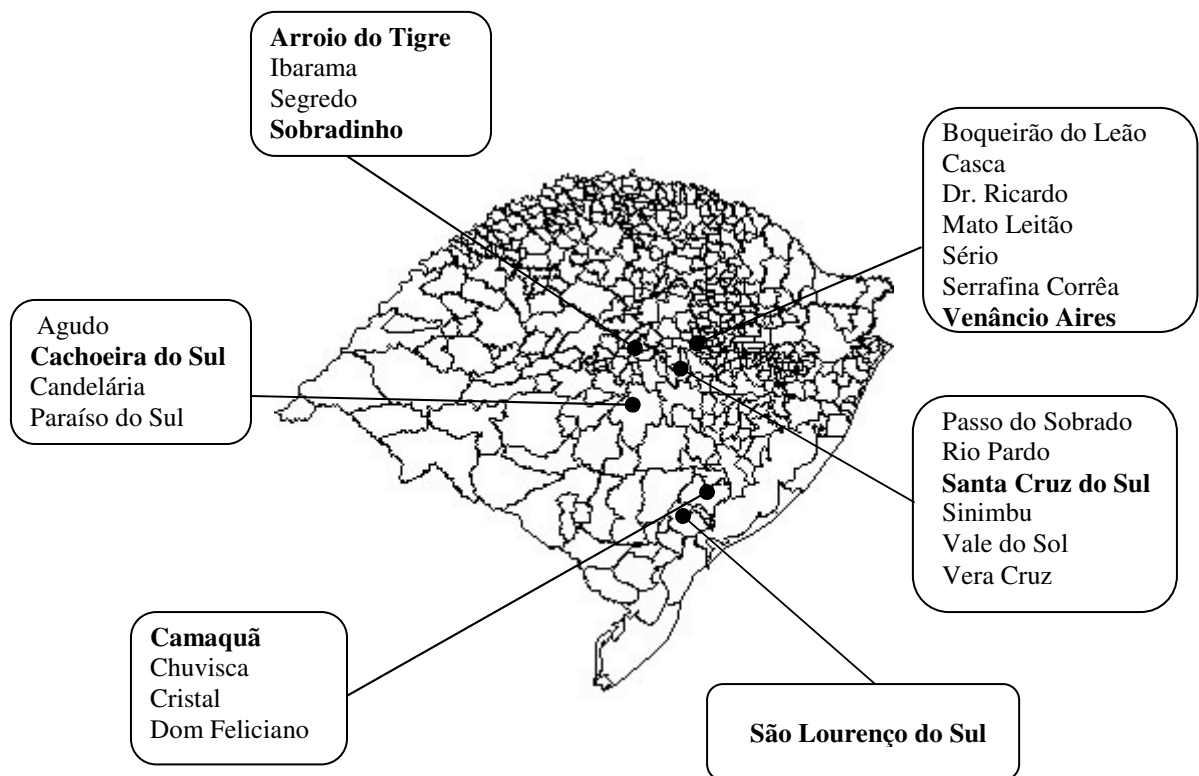 Arroio do Tigre
Ibarama
Segredo
Sobradinho
Boqueirão do Leão
Casca
Dr. Ricardo
Mato Leitão
Sério
Serrafina Corrêa
Venâncio Aires
Agudo
Cachoeira do Sul
Candelária
Paraíso do Sul
Passo do Sobrado
Rio Pardo
Santa Cruz do Sul
Sinimbu
Vale do Sol
Vera Cruz
Camaquã
Chuvisca
Cristal
Dom Feliciano
São Lourenço do Sul